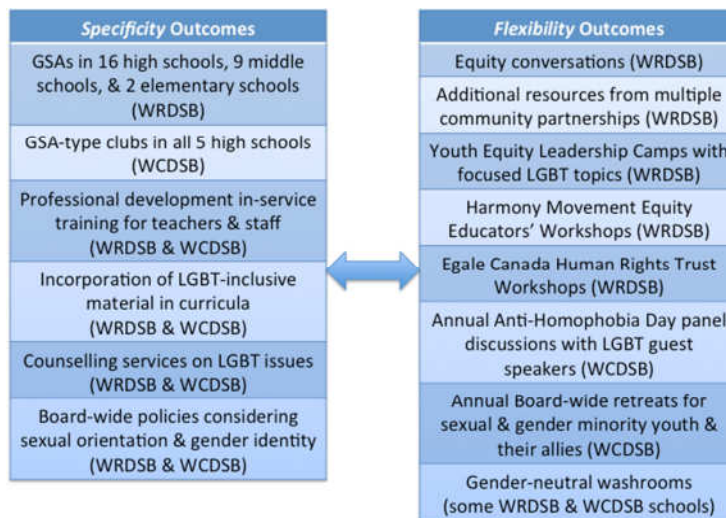 Specificity Outcomes
GSAs in 16 high schools, 9 middle
schools, & 2 elementary schools
(WRDSB)
GSA-type clubs in all 5 high schools
(WCDSB)
Professional development in-service
training for teachers & staff
(WRDSB & WCDSB)
Incorporation of LGBT-inclusive
material in curricula
(WRDSB & WCDSB)
Counselling services on LGBT issues
(WRDSB & WCDSB)
Board-wide policies considering
sexual orientation & gender identity
(WRDSB & WCDSB)
Flexibility Outcomes
Equity conversations (WRDSB)
Additional resources from multiple
community partnerships (WRDSB)
Youth Equity Leadership Camps with
focused LGBT topics (WRDSB)
Harmony Movement Equity
Educators’ Workshops (WRDSB)
Egale Canada Human Rights Trust
Workshops (WRDSB)
Annual Anti-Homophobia Day panel
discussions with LGBT guest
speakers (WCDSB)
Annual Board-wide retreats for
sexual & gender minority youth &
their allies (WCDSB)
Gender-neutral washrooms
(some WRDSB & WCDSB schools)